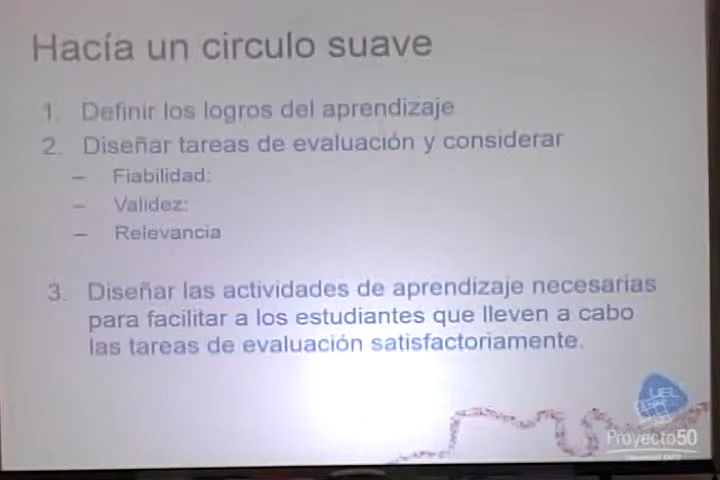 Hacía un circulo suave
1. Definir los logros del aprendizaje
2. Diseñar tareas de evaluación y considerar
– Fiabilidad:
– Validez:
– Relevancia
3. Diseñar las actividades de aprendizaje necesarias
para facilitar a los estudiantes que lleven a cabo
las tareas de evaluación satisfactoriamente.
UEL
Proyecto50